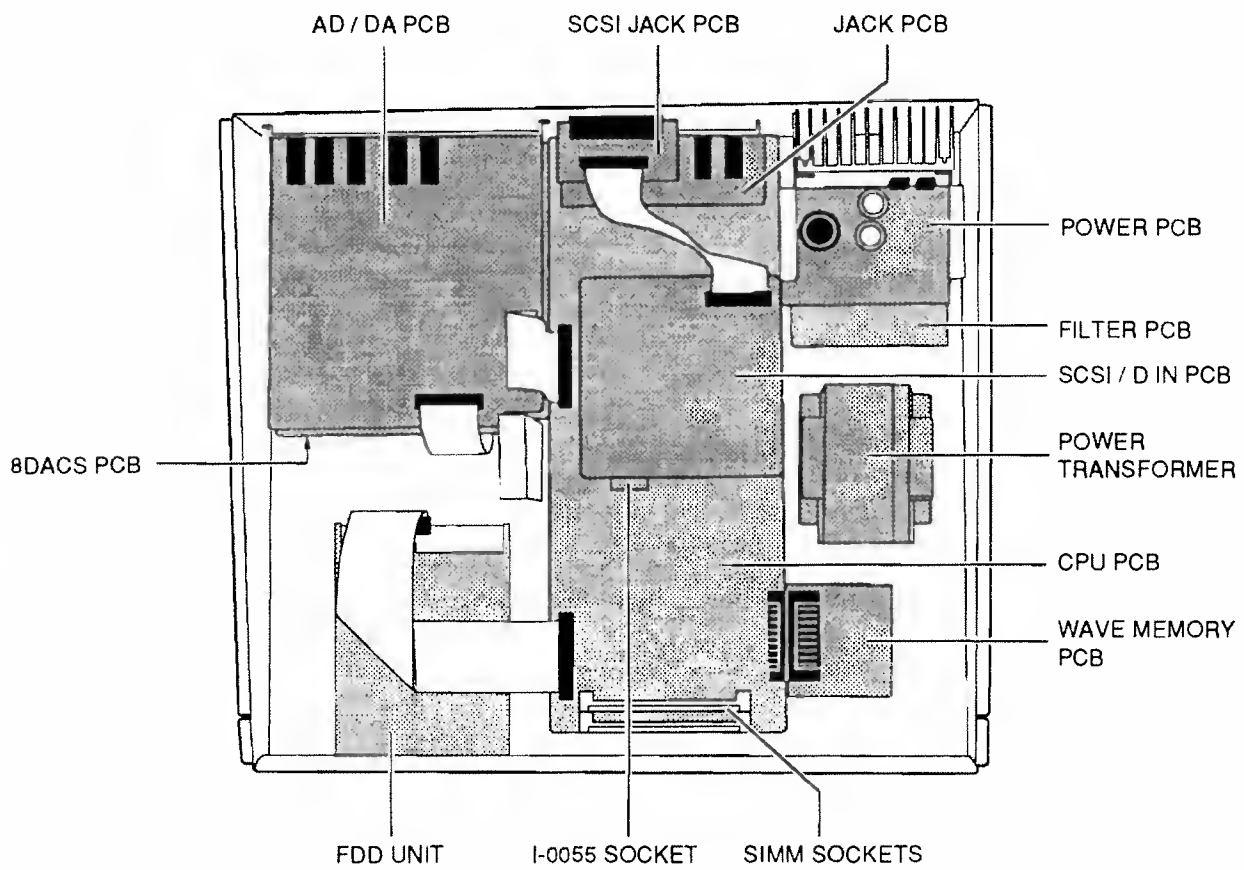 AD / DA PCB
SCSI JACK PCB
JACK PCB
POWER PCB
FILTER PCB
SCSI / D IN PCB
8DACS PCB
POWER
TRANSFORMER
CPU PCB
WAVE MEMORY
PCB
FDD UNIT
I-0055 SOCKET
SIMM SOCKETS